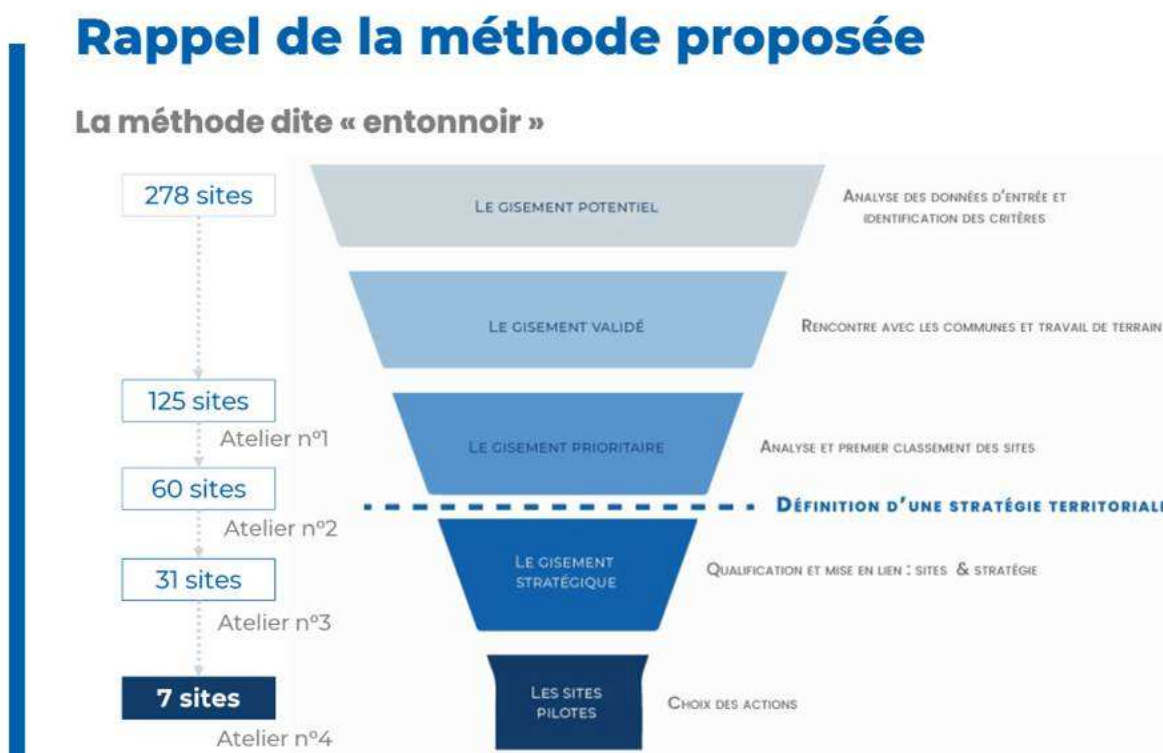 Rappel de la méthode proposée
La méthode dite « entonnoir »
278 sites
LE GISEMENT POTENTIEL
ANALYSE DES DONNÉES D'ENTRÉE ET
IDENTIFICATION DES CRITÈRES
LE GISEMENT VALIDÉ
RENCONTRE AVEC LES COMMUNES ET TRAVAIL DE TERRAIN
125 sites
Atelier n°1
LE GISEMENT PRIORITAIRE
ANALYSE ET PREMIER CLASSEMENT DES SITES
60 sites
DÉFINITION D'UNE STRATÉGIE TERRITORIALE
Atelier n°2
31 sites
LE GISEMENT
STRATÉGIQUE
QUALIFICATION ET MISE EN LIEN : SITES & STRATÉGIE
Atelier n°3
7 sites
LES SITES
PILOTES
CHOIX DES ACTIONS
Atelier n°4